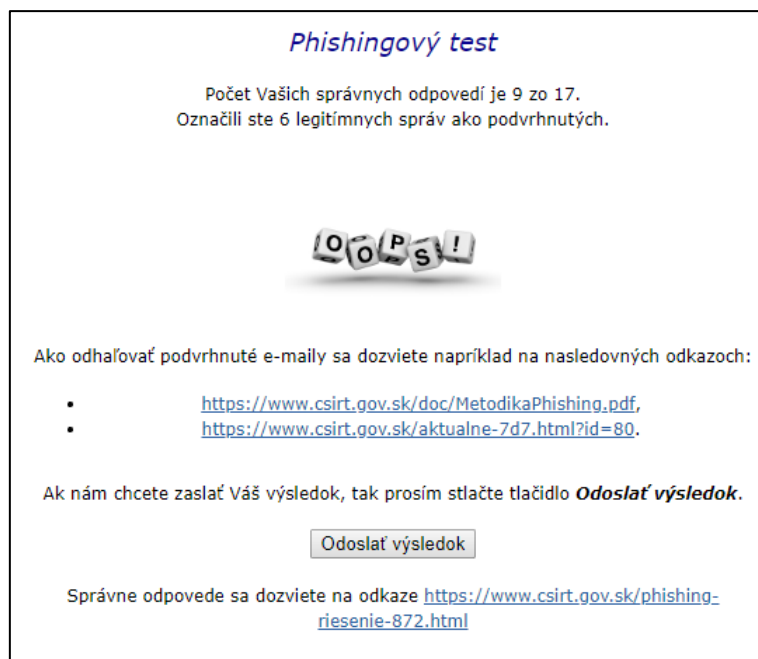 Phishingový test
Počet Vašich správnych odpovedí je 9 zo 17.
Označili ste 6 legitímnych správ ako podvrhnutých.
OOPS!
Ako odhaľovať podvrhnuté e-maily sa dozviete napríklad na nasledovných odkazoch:
• https://www.csirt.gov.sk/doc/MetodikaPhishing.pdf,
• https://www.csirt.gov.sk/aktualne-7d7.html?id=80.
Ak nám chcete zaslať Váš výsledok, tak prosím stlačte tlačidlo Odoslať výsledok.
Odoslať výsledok
Správne odpovede sa dozviete na odkaze https://www.csirt.gov.sk/phishing-
riesenie-872.html